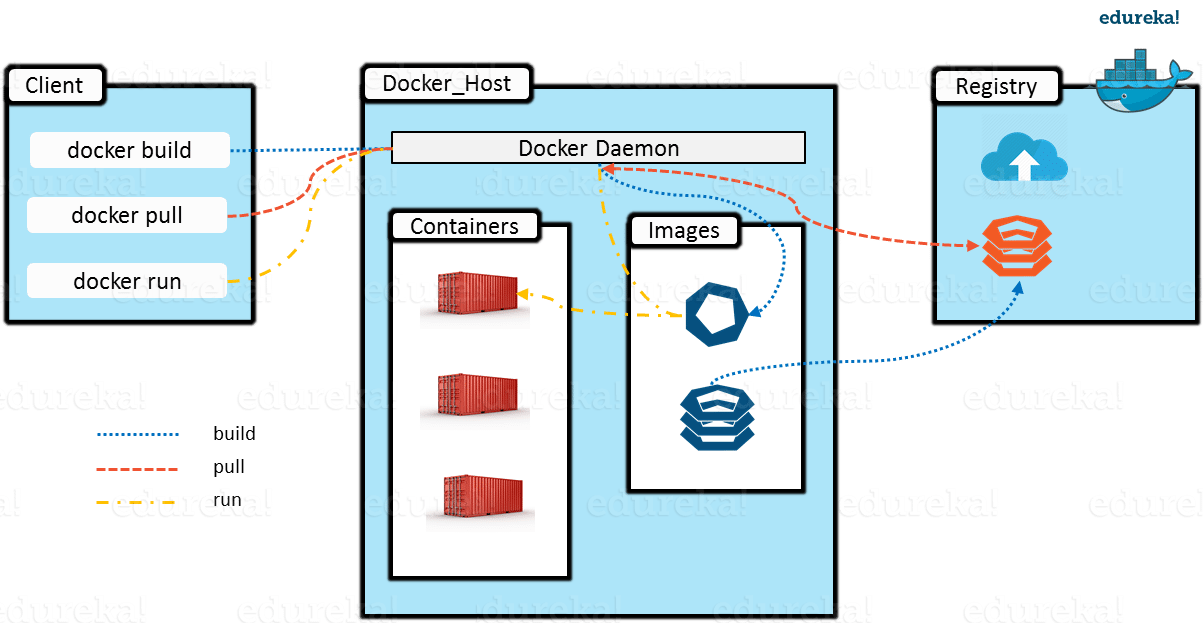 edureka!
Client
Docker_Host
Registry
docker build
Docker Daemon
docker pull
Containers
Images
docker run
build
pull
run